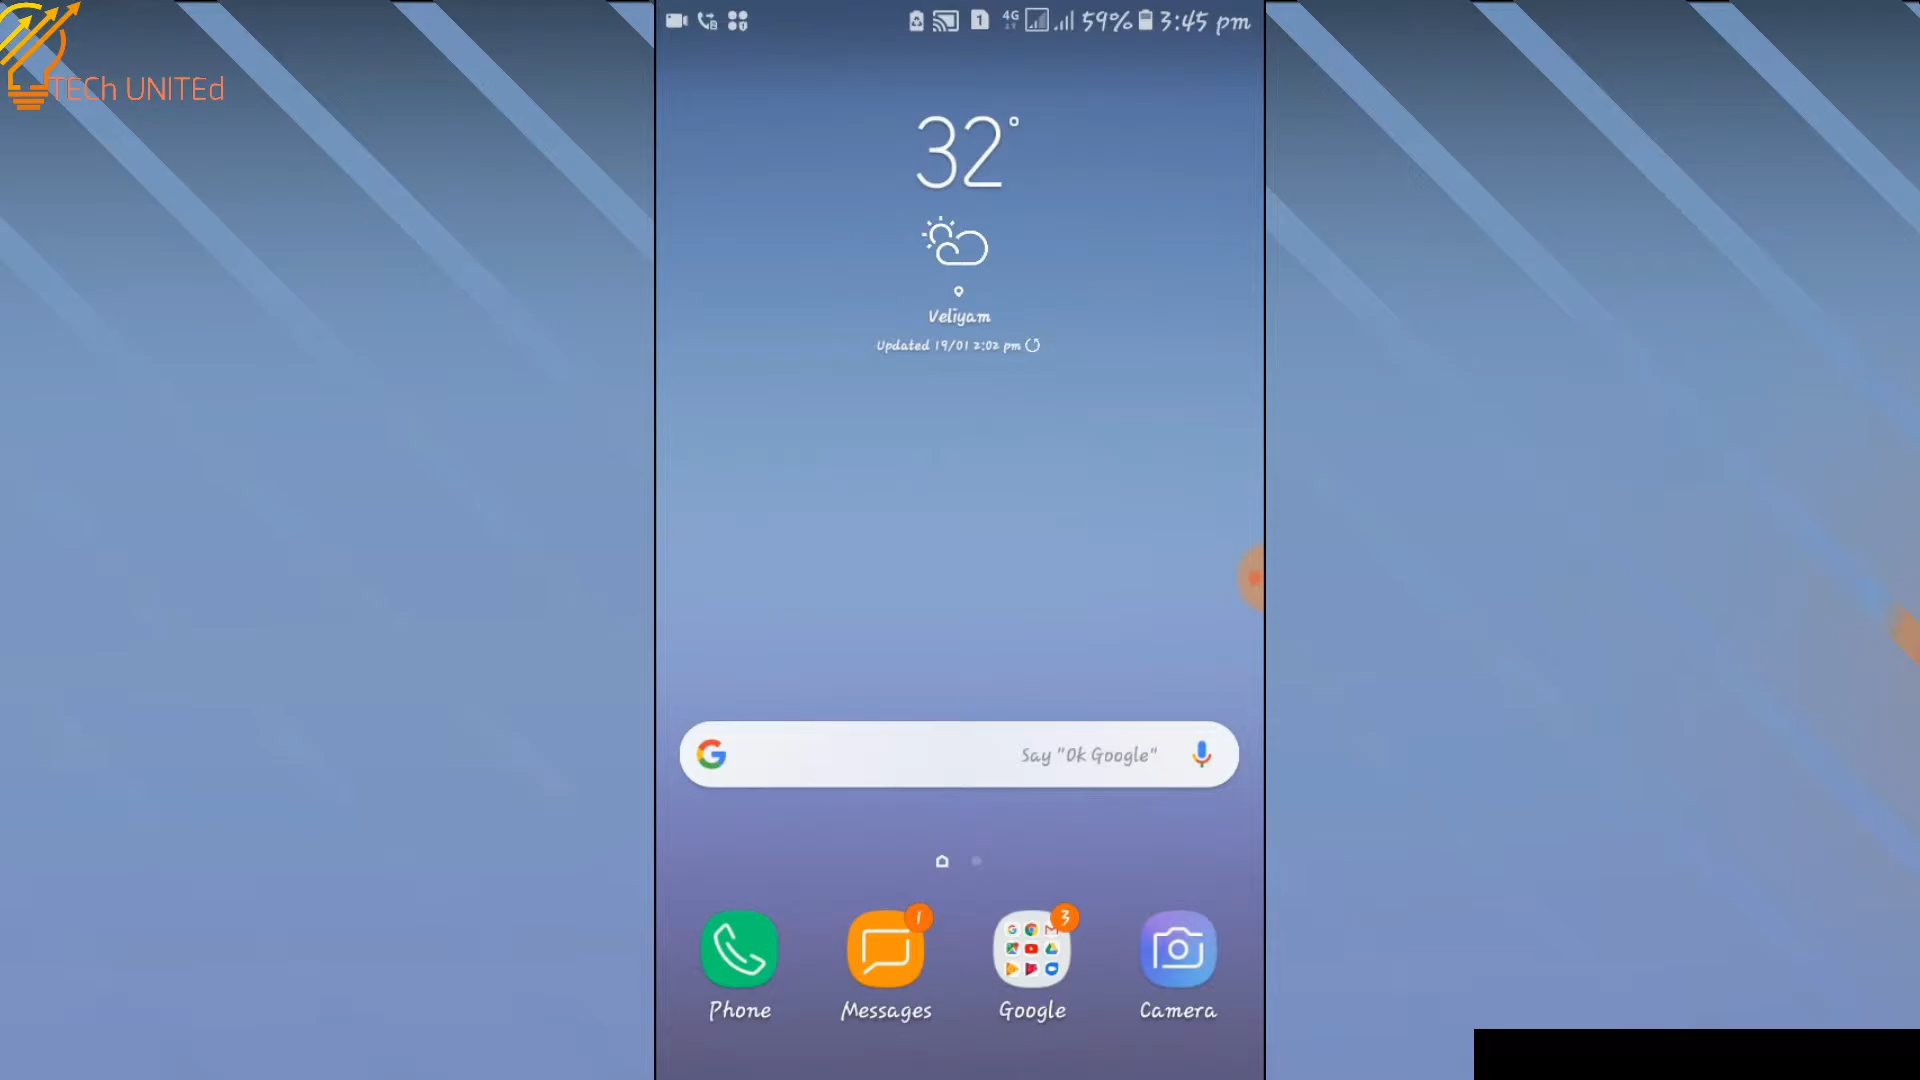 TECh UNITEd
1 4G 59% 3:45 pm
32°
Veliyam
Updated 19/01 2:02 pm
Say "Ok Google"
1
3
Phone
Messages
Google
Camera